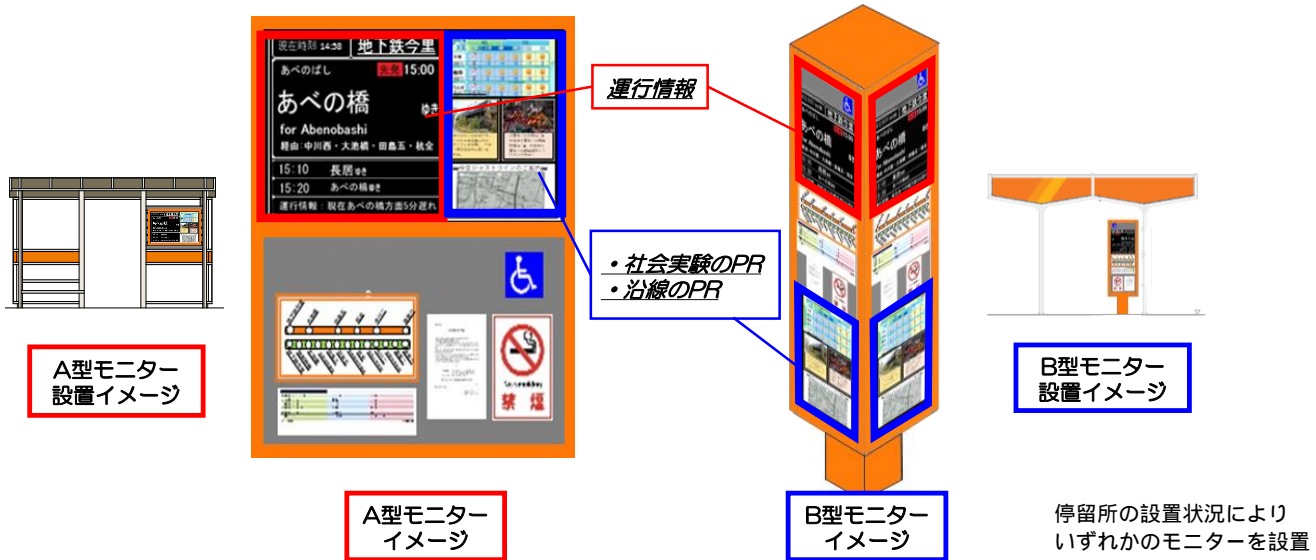 現在時刻 14:58 地下鉄今里
あべのばし 先発 15:00
あべの橋 ゆき
for Abenobashi
経由:中川西・大池橋・田島五・杭全
15:10 長居ゆき
15:20 あべの橋ゆき
運行情報:現在あべの橋方面5分遅れ
運行情報
・社会実験のPR
・沿線のPR
No smoking
禁煙
A型モニター
設置イメージ
A型モニター
イメージ
B型モニター
イメージ
B型モニター
設置イメージ
停留所の設置状況により
いずれかのモニターを設置